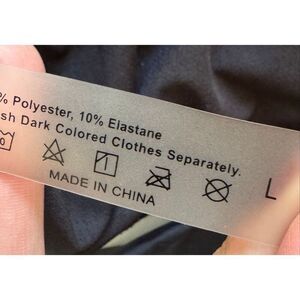 % Polyester, 10% Elastane
sh Dark Colored Clothes Separately.
L
MADE IN CHINA